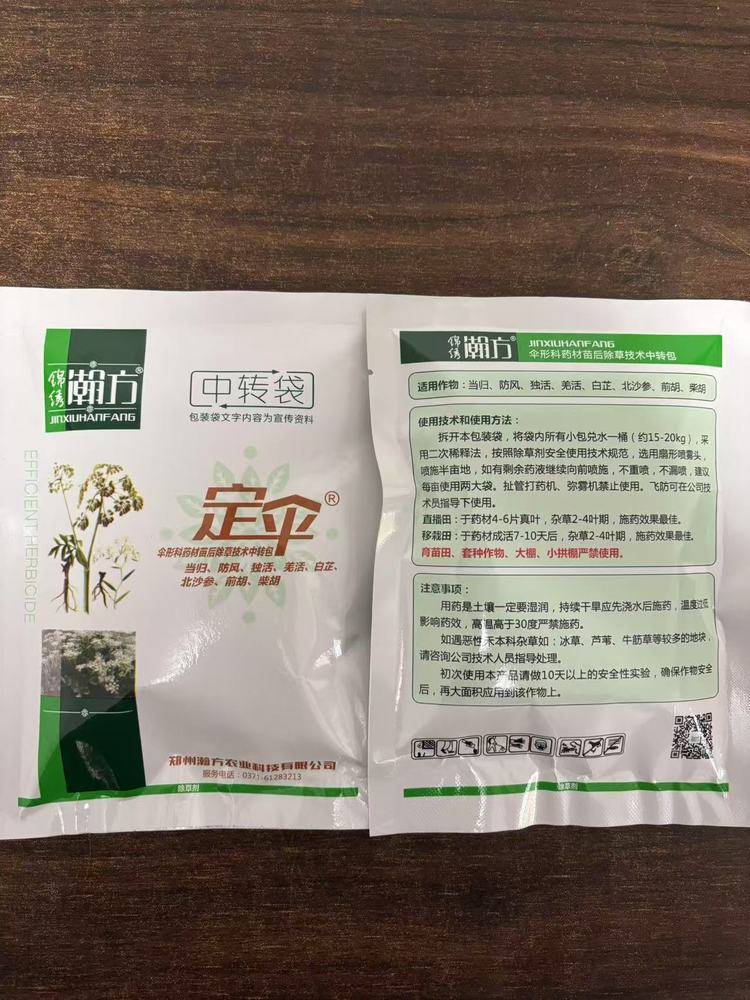 锦绣
瀚方®
JINXIUHANFANG
中转袋
包装袋文字内容为宣传资料
EFFICIENT HERBICIDE
定伞®
伞形科药材苗后除草技术中转包
当归、防风、独活、羌活、白芷、
北沙参、前胡、柴胡
郑州瀚方农业科技有限公司
服务电话：0371-61283213
除草剂
锦绣
瀚方®
JINXIUHANFANG
伞形科药材苗后除草技术中转包
适用作物：当归、防风、独活、羌活、白芷、北沙参、前胡、柴胡
使用技术和使用方法：
拆开本包装袋，将袋内所有小包兑水一桶（约15-20kg），采
用二次稀释法，按照除草剂安全使用技术规范，选用扇形喷雾头，
喷施半亩地，如有剩余药液继续向前喷施，不重喷，不漏喷，建议
每亩使用两大袋。扯管打药机、弥雾机禁止使用。飞防可在公司技
术员指导下使用。
直播田：于药材4-6片真叶，杂草2-4叶期，施药效果最佳。
移栽田：于药材成活7-10天后，杂草2-4叶期，施药效果最佳。
育苗田、套种作物、大棚、小拱棚严禁使用。
注意事项：
用药是土壤一定要湿润，持续干旱应先浇水后施药，温度过低
影响药效，高温高于30度严禁施药。
如遇恶性禾本科杂草如：冰草、芦苇、牛筋草等较多的地块，
请咨询公司技术人员指导处理。
初次使用本产品请做10天以上的安全性实验，确保作物安全
后，再大面积应用到该作物上。
除草剂